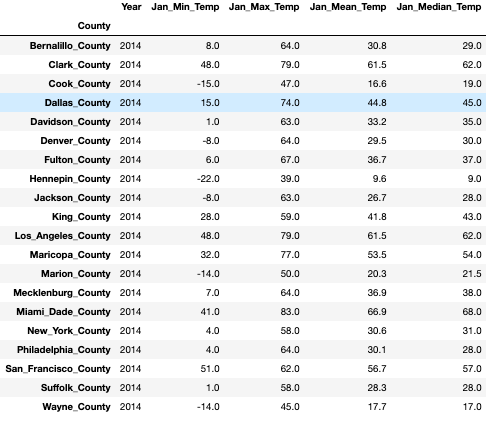 Year Jan_Min_Temp Jan_Max_Temp Jan_Mean_Temp Jan_Median_Temp
County
Bernalillo_County 2014 8.0 64.0 30.8 29.0
Clark_County 2014 48.0 79.0 61.5 62.0
Cook_County 2014 -15.0 47.0 16.6 19.0
Dallas_County 2014 15.0 74.0 44.8 45.0
Davidson_County 2014 1.0 63.0 33.2 35.0
Denver_County 2014 -8.0 64.0 29.5 30.0
Fulton_County 2014 6.0 67.0 36.7 37.0
Hennepin_County 2014 -22.0 39.0 9.6 9.0
Jackson_County 2014 -8.0 63.0 26.7 28.0
King_County 2014 28.0 59.0 41.8 43.0
Los_Angeles_County 2014 48.0 79.0 61.5 62.0
Maricopa_County 2014 32.0 77.0 53.5 54.0
Marion_County 2014 -14.0 50.0 20.3 21.5
Mecklenburg_County 2014 7.0 64.0 36.9 38.0
Miami_Dade_County 2014 41.0 83.0 66.9 68.0
New_York_County 2014 4.0 58.0 30.6 31.0
Philadelphia_County 2014 4.0 64.0 30.1 28.0
San_Francisco_County 2014 51.0 62.0 56.7 57.0
Suffolk_County 2014 1.0 58.0 28.3 28.0
Wayne_County 2014 -14.0 45.0 17.7 17.0